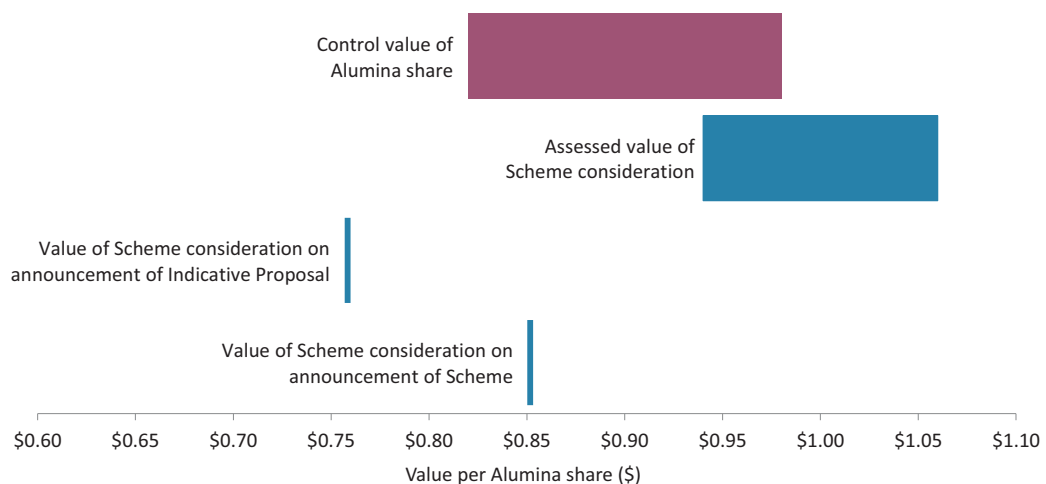 Control value of
Alumina share
Assessed value of
Scheme consideration
Value of Scheme consideration on
announcement of Indicative Proposal
Value of Scheme consideration on
announcement of Scheme
$0.60 $0.65 $0.70 $0.75 $0.80 $0.85 $0.90 $0.95 $1.00 $1.05 $1.10
Value per Alumina share ($)